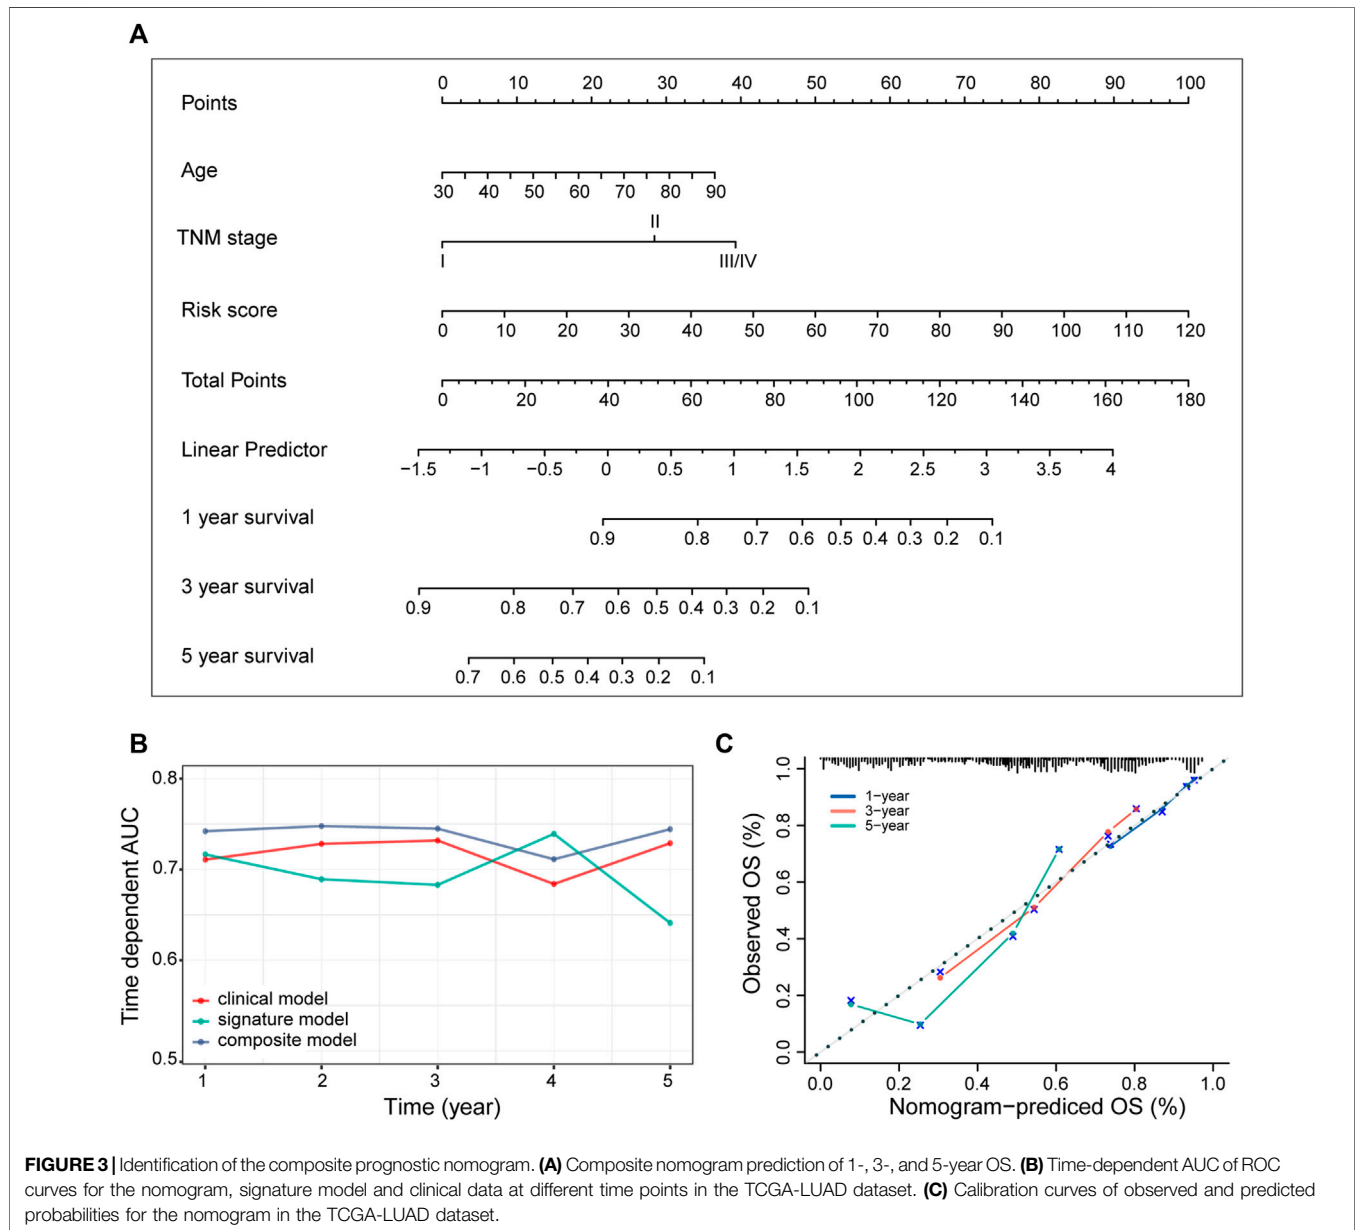 A
0 10 20 30 40 50 60 70 80 90 100
Points
Age
30 40 50 60 70 80 90
II
TNM stage
I III/IV
Risk score
0 10 20 30 40 50 60 70 80 90 100 110 120
Total Points
0 20 40 60 80 100 120 140 160 180
Linear Predictor
−1.5 −1 −0.5 0 0.5 1 1.5 2 2.5 3 3.5 4
1 year survival
0.9 0.8 0.7 0.6 0.5 0.4 0.3 0.2 0.1
3 year survival
0.9 0.8 0.7 0.6 0.5 0.4 0.3 0.2 0.1
5 year survival
0.7 0.6 0.5 0.4 0.3 0.2 0.1
B
Time dependent AUC
0.8
0.7
0.6
0.5
clinical model
signature model
composite model
1 2 3 4 5
Time (year)
C
Observed OS (%)
1.0
0.8
0.6
0.4
0.2
0.0
1−year
3−year
5−year
0.0 0.2 0.4 0.6 0.8 1.0
Nomogram−prediced OS (%)
FIGURE 3 | Identification of the composite prognostic nomogram. (A) Composite nomogram prediction of 1-, 3-, and 5-year OS. (B) Time-dependent AUC of ROC
curves for the nomogram, signature model and clinical data at different time points in the TCGA-LUAD dataset. (C) Calibration curves of observed and predicted
probabilities for the nomogram in the TCGA-LUAD dataset.